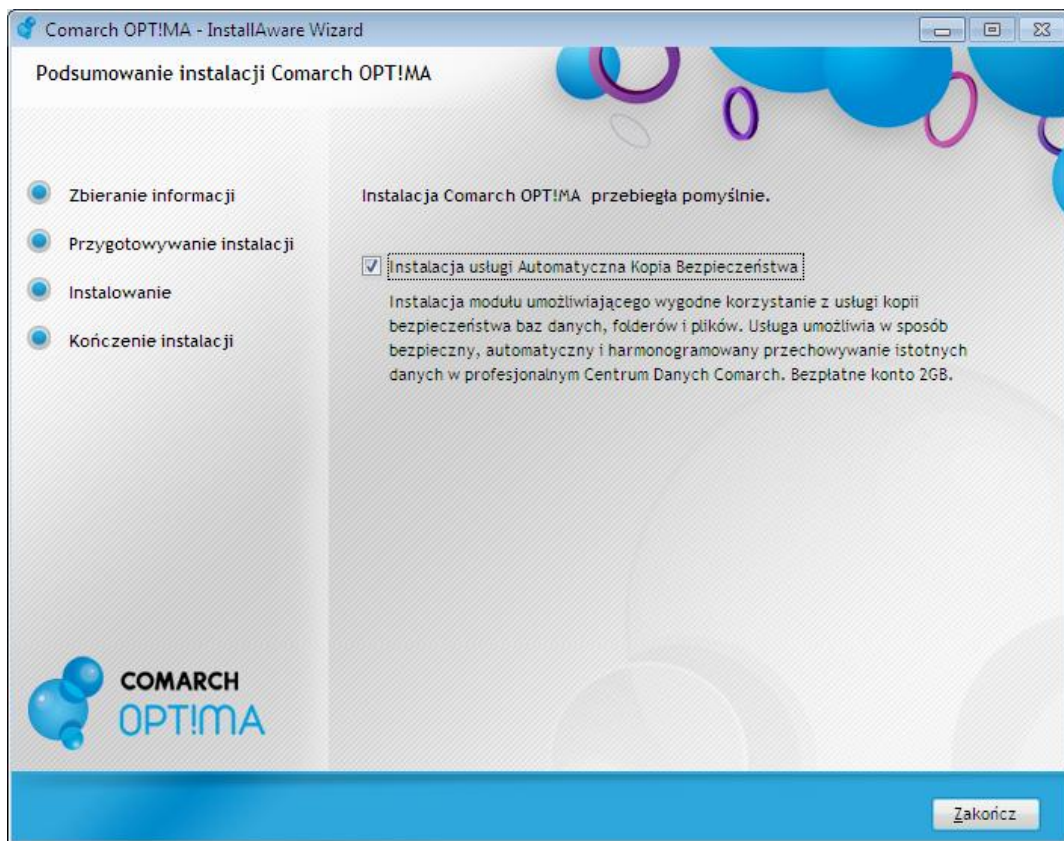 Comarch OPT!MA - InstallAware Wizard
Podsumowanie instalacji Comarch OPT!MA
Zbieranie informacji
Przygotowywanie instalacji
Instalowanie
Kończenie instalacji
Instalacja Comarch OPT!MA przebiegła pomyślnie.
Instalacja usługi Automatyczna Kopia Bezpieczeństwa
Instalacja modułu umożliwiającego wygodne korzystanie z usługi kopii
bezpieczeństwa baz danych, folderów i plików. Usługa umożliwia w sposób
bezpieczny, automatyczny i harmonogramowany przechowywanie istotnych
danych w profesjonalnym Centrum Danych Comarch. Bezpłatne konto 2GB.
COMARCH
OPT!MA
Zakończ